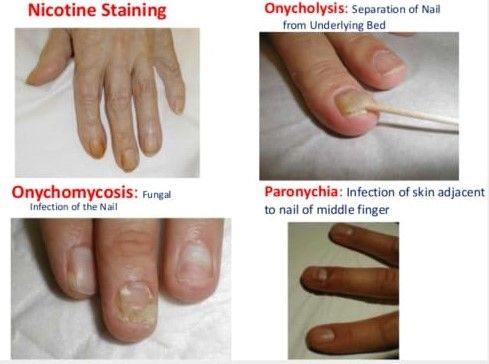 Nicotine Staining
Onycholysis: Separation of Nail
from Underlying Bed
Onychomycosis: Fungal
Infection of the Nail
Paronychia: Infection of skin adjacent
to nail of middle finger